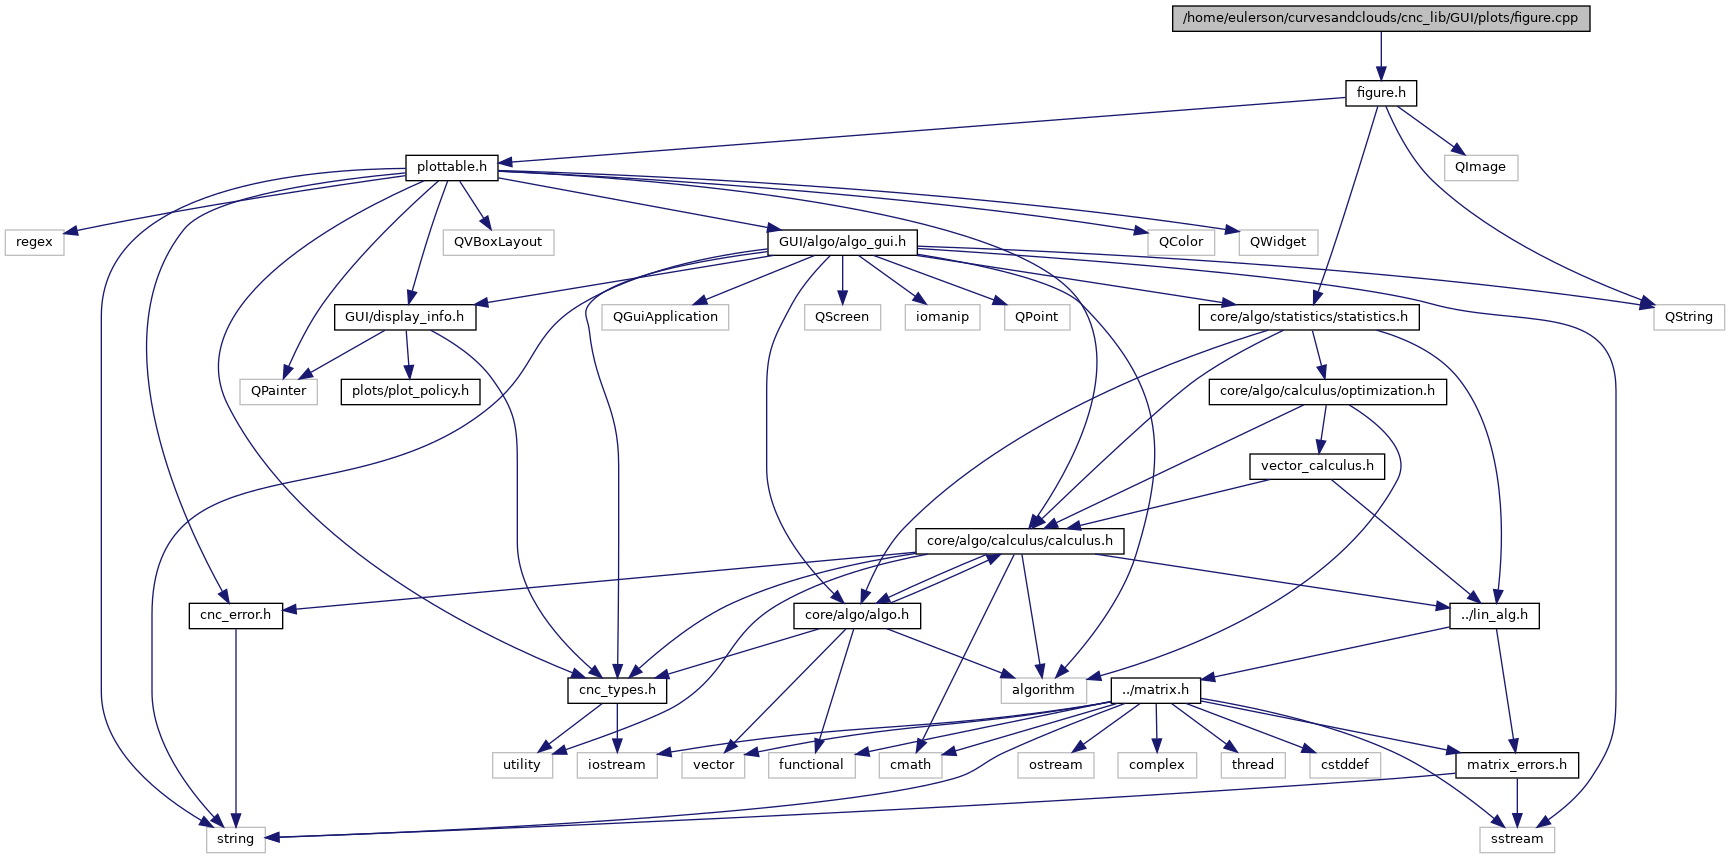 /home/eulerson/curvesandclouds/cnc_lib/GUI/plots/figure.cpp
figure.h
plottable.h
QImage
regex
QVBoxLayout
GUI/algo/algo_gui.h
QColor
QWidget
GUI/display_info.h
QGuiApplication
QScreen
iomanip
QPoint
core/algo/statistics/statistics.h
QString
QPainter
plots/plot_policy.h
core/algo/calculus/optimization.h
vector_calculus.h
core/algo/calculus/calculus.h
cnc_error.h
core/algo/algo.h
../lin_alg.h
cnc_types.h
algorithm
../matrix.h
utility
iostream
vector
functional
cmath
ostream
complex
thread
cstddef
matrix_errors.h
string
sstream